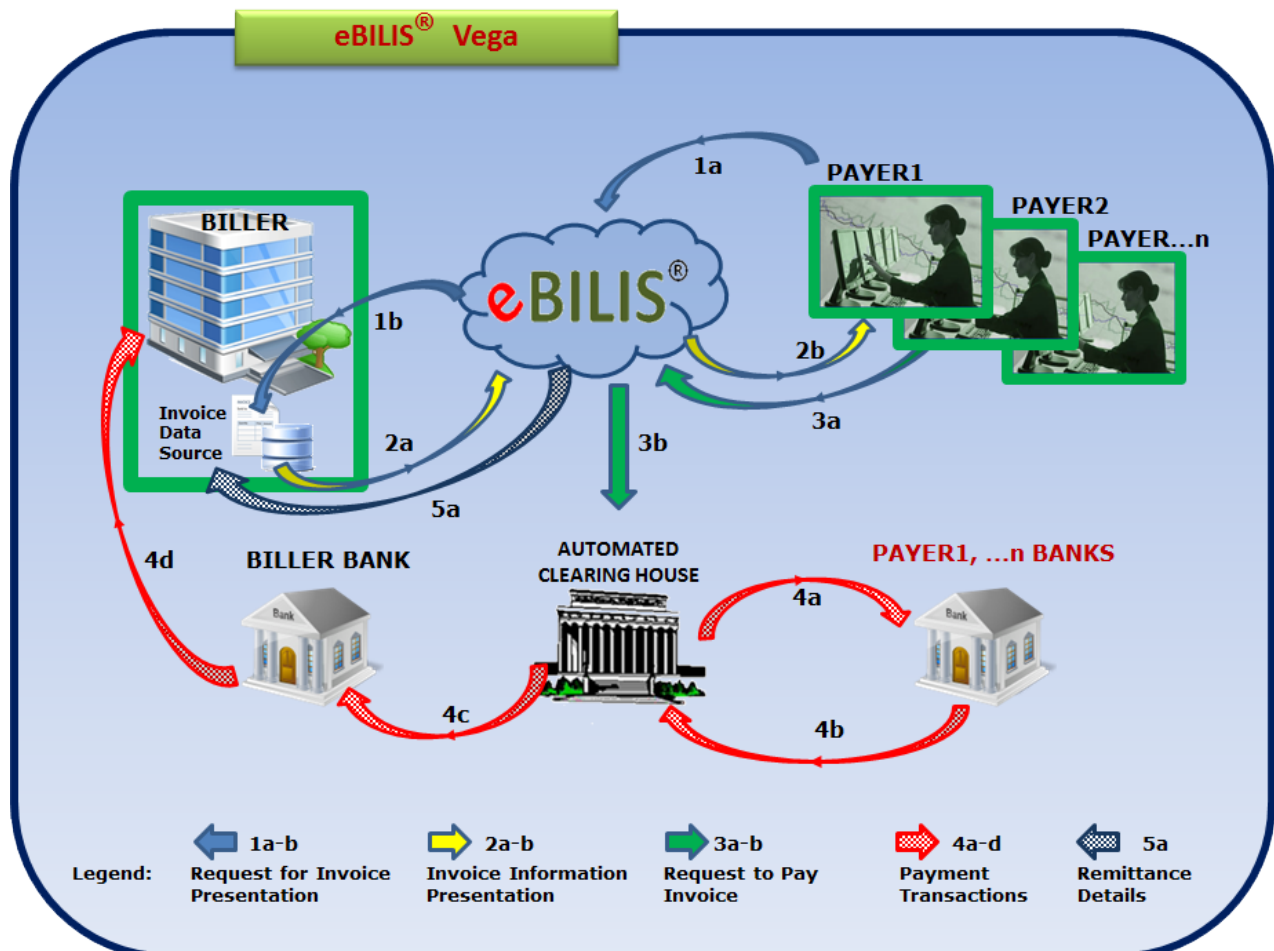 eBILIS® Vega
1a
PAYER1
PAYER2
PAYER...n
BILLER
eBILIS®
1b
2b
3a
Invoice
Data
Source
2a
3b
5a
4d
BILLER BANK
AUTOMATED
CLEARING HOUSE
PAYER1, ...n BANKS
4a
Bank
Bank
4c
4b
Legend:
1a-b
Request for Invoice
Presentation
2a-b
Invoice Information
Presentation
3a-b
Request to Pay
Invoice
4a-d
Payment
Transactions
5a
Remittance
Details